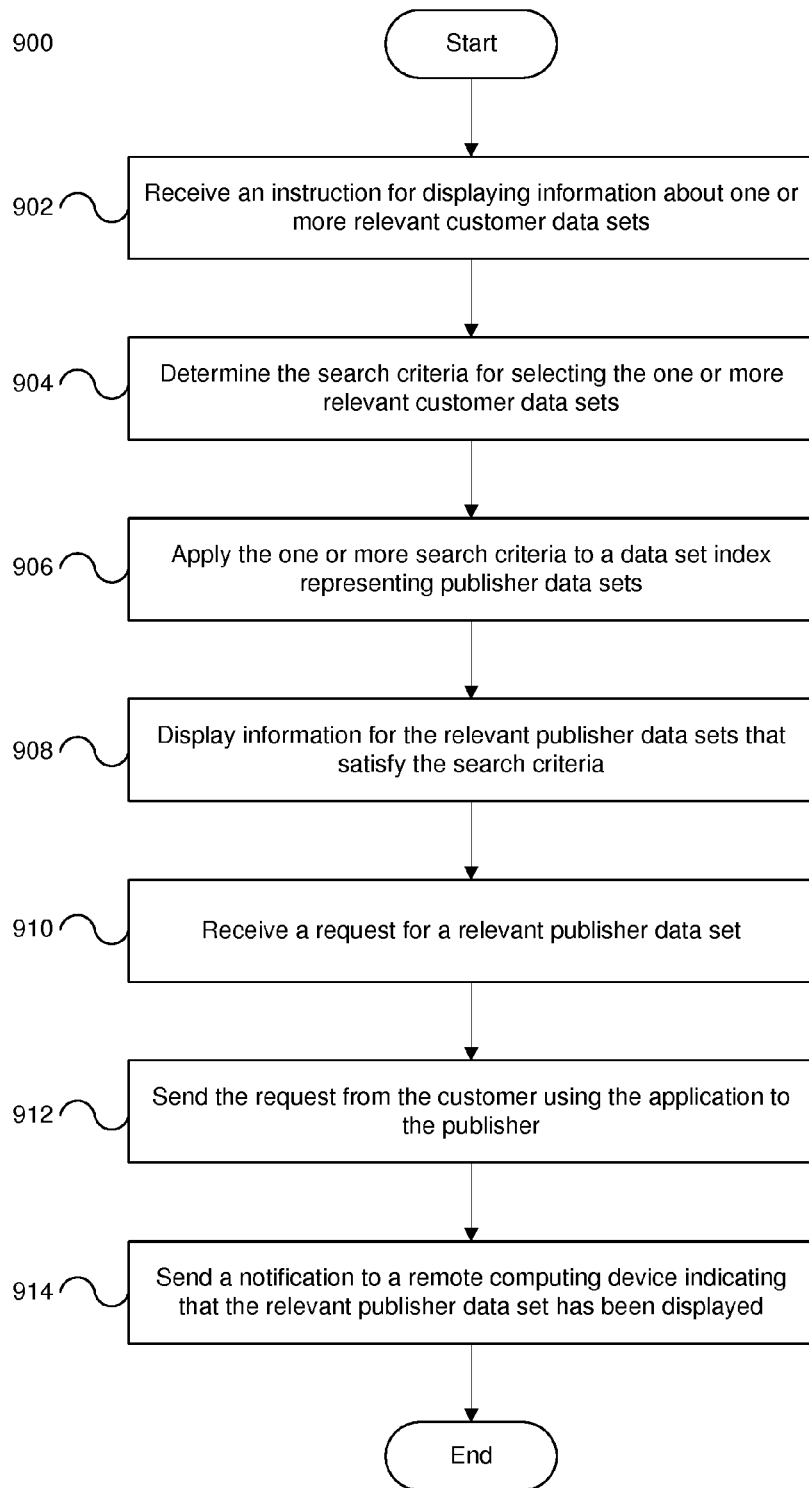 900
Start
902
Receive an instruction for displaying information about one or
more relevant customer data sets
904
Determine the search criteria for selecting the one or more
relevant customer data sets
906
Apply the one or more search criteria to a data set index
representing publisher data sets
908
Display information for the relevant publisher data sets that
satisfy the search criteria
910
Receive a request for a relevant publisher data set
912
Send the request from the customer using the application to
the publisher
914
Send a notification to a remote computing device indicating
that the relevant publisher data set has been displayed
End